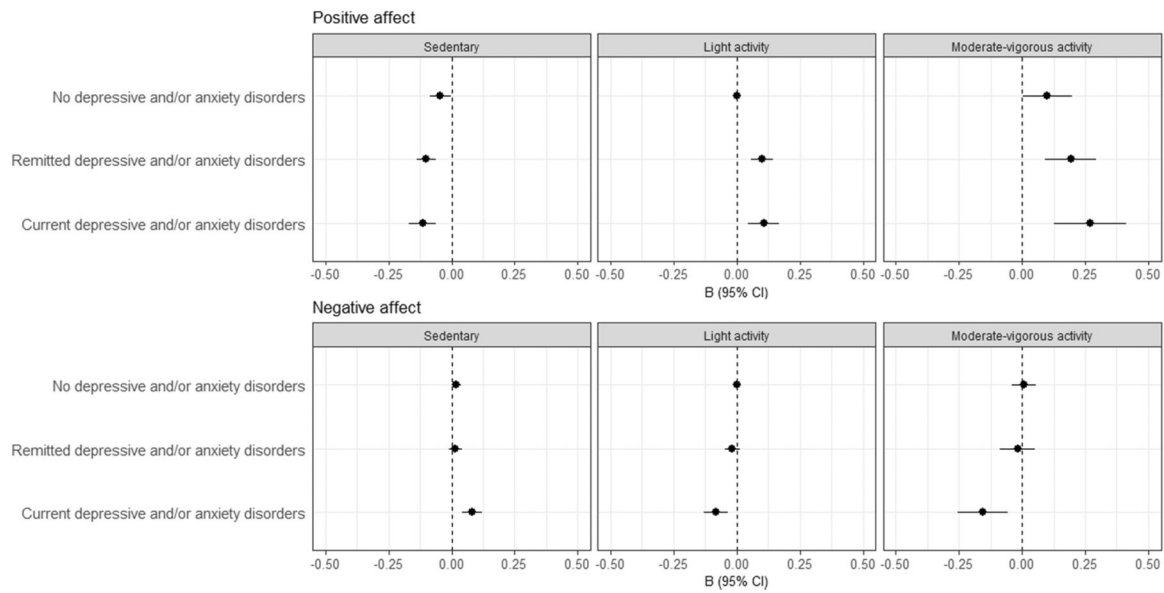 Positive affect
Sedentary Light activity Moderate-vigorous activity
No depressive and/or anxiety disorders
Remitted depressive and/or anxiety disorders
Current depressive and/or anxiety disorders
-0.50 -0.25 0.00 0.25 0.50 -0.50 -0.25 0.00 0.25 0.50 -0.50 -0.25 0.00 0.25 0.50
B (95% CI)
Negative affect
Sedentary Light activity Moderate-vigorous activity
No depressive and/or anxiety disorders
Remitted depressive and/or anxiety disorders
Current depressive and/or anxiety disorders
-0.50 -0.25 0.00 0.25 0.50 -0.50 -0.25 0.00 0.25 0.50 -0.50 -0.25 0.00 0.25 0.50
B (95% CI)